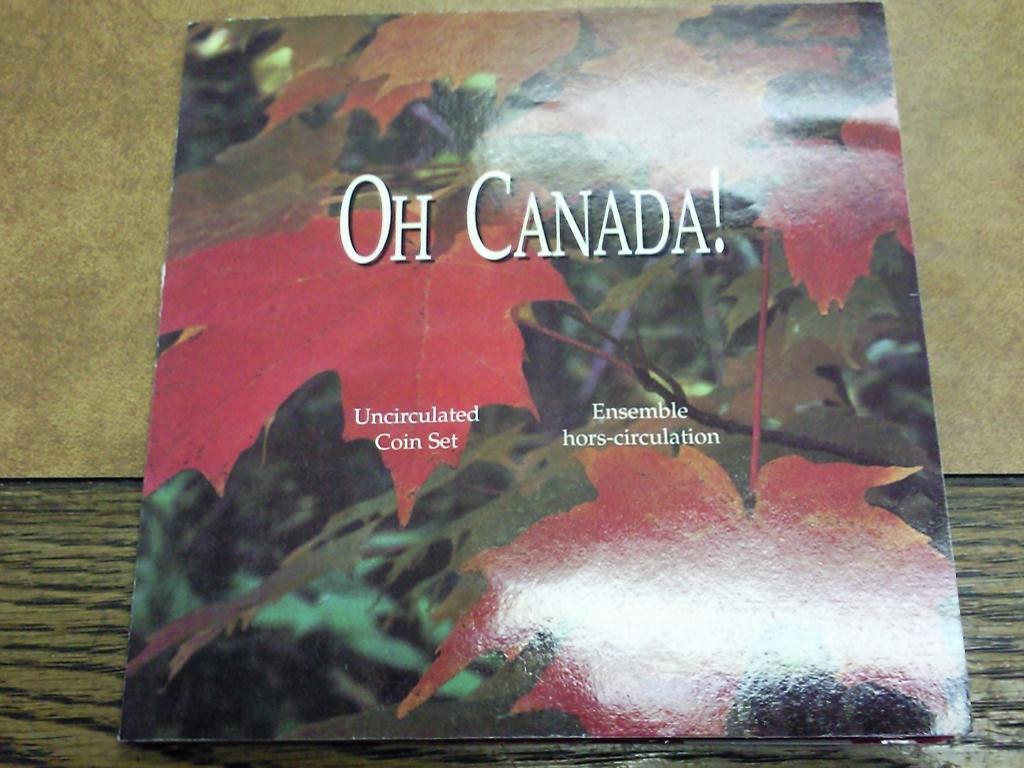 OH CANADA!
Uncirculated
Coin Set
Ensemble
hors-circulation